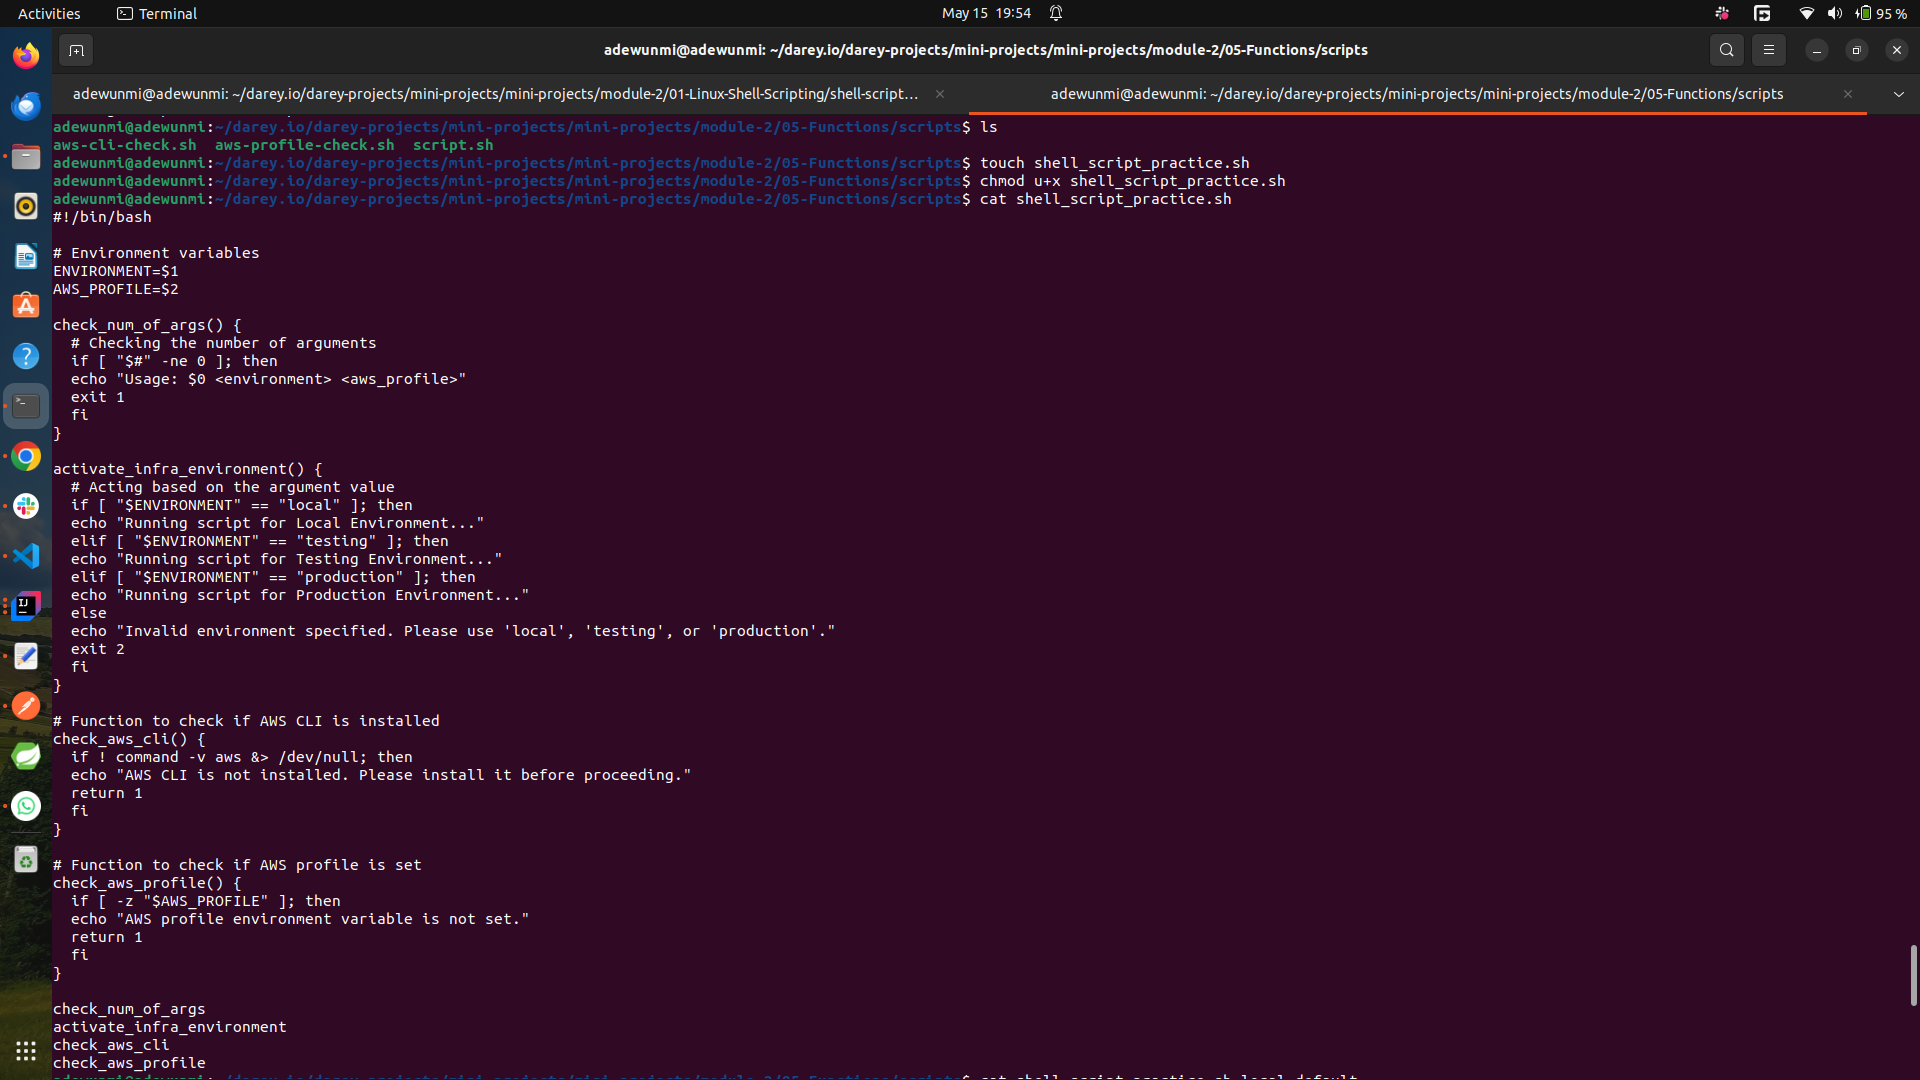 Activities
Terminal
May 15 19:54
95 %
adewunmi@adewunmi: ~/darey.io/darey-projects/mini-projects/mini-projects/module-2/05-Functions/scripts
adewunmi@adewunmi: ~/darey.io/darey-projects/mini-projects/mini-projects/module-2/01-Linux-Shell-Scripting/shell-script...
adewunmi@adewunmi: ~/darey.io/darey-projects/mini-projects/mini-projects/module-2/05-Functions/scripts
adewunmi@adewunmi:~/darey.io/darey-projects/mini-projects/mini-projects/module-2/05-Functions/scripts$ ls
aws-cli-check.sh  aws-profile-check.sh  script.sh
adewunmi@adewunmi:~/darey.io/darey-projects/mini-projects/mini-projects/module-2/05-Functions/scripts$ touch shell_script_practice.sh
adewunmi@adewunmi:~/darey.io/darey-projects/mini-projects/mini-projects/module-2/05-Functions/scripts$ chmod u+x shell_script_practice.sh
adewunmi@adewunmi:~/darey.io/darey-projects/mini-projects/mini-projects/module-2/05-Functions/scripts$ cat shell_script_practice.sh
#!/bin/bash
# Environment variables
ENVIRONMENT=$1
AWS_PROFILE=$2
check_num_of_args() {
  # Checking the number of arguments
  if [ "$#" -ne 0 ]; then
  echo "Usage: $0 <environment> <aws_profile>"
  exit 1
  fi
}
activate_infra_environment() {
  # Acting based on the argument value
  if [ "$ENVIRONMENT" == "local" ]; then
  echo "Running script for Local Environment..."
  elif [ "$ENVIRONMENT" == "testing" ]; then
  echo "Running script for Testing Environment..."
  elif [ "$ENVIRONMENT" == "production" ]; then
  echo "Running script for Production Environment..."
  else
  echo "Invalid environment specified. Please use 'local', 'testing', or 'production'."
  exit 2
  fi
}
# Function to check if AWS CLI is installed
check_aws_cli() {
  if ! command -v aws &> /dev/null; then
  echo "AWS CLI is not installed. Please install it before proceeding."
  return 1
  fi
}
# Function to check if AWS profile is set
check_aws_profile() {
  if [ -z "$AWS_PROFILE" ]; then
  echo "AWS profile environment variable is not set."
  return 1
  fi
}
check_num_of_args
activate_infra_environment
check_aws_cli
check_aws_profile